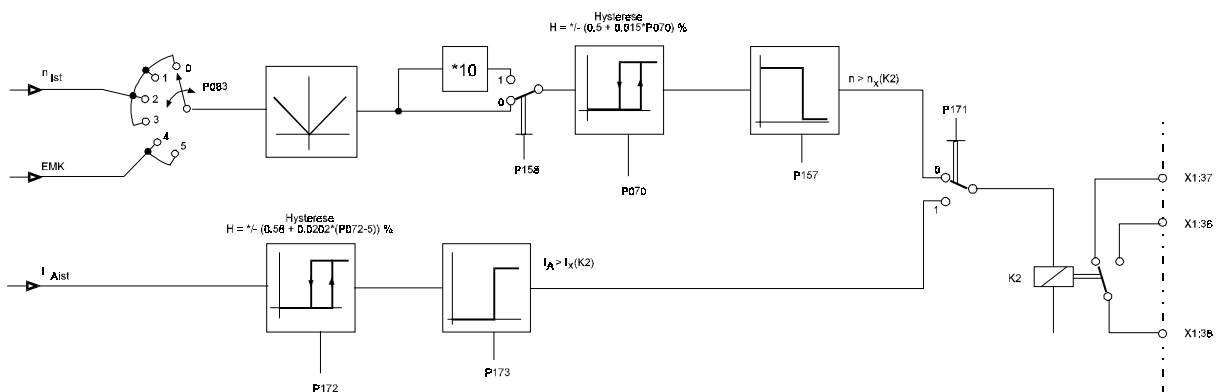 Hysterese
H = */- (0.5 + 0.015*P070) %
n Ist
0
1
P083
2
3
4
5
EMK
*10
1
0
P158
P070
P157
n > nx(K2)
P171
0
1
X1:37
X1:36
K2
X1:38
Hysterese
H = */- (0.56 + 0.0202*(P072-5)) %
I Aist
IA > Ix(K2)
P172
P173